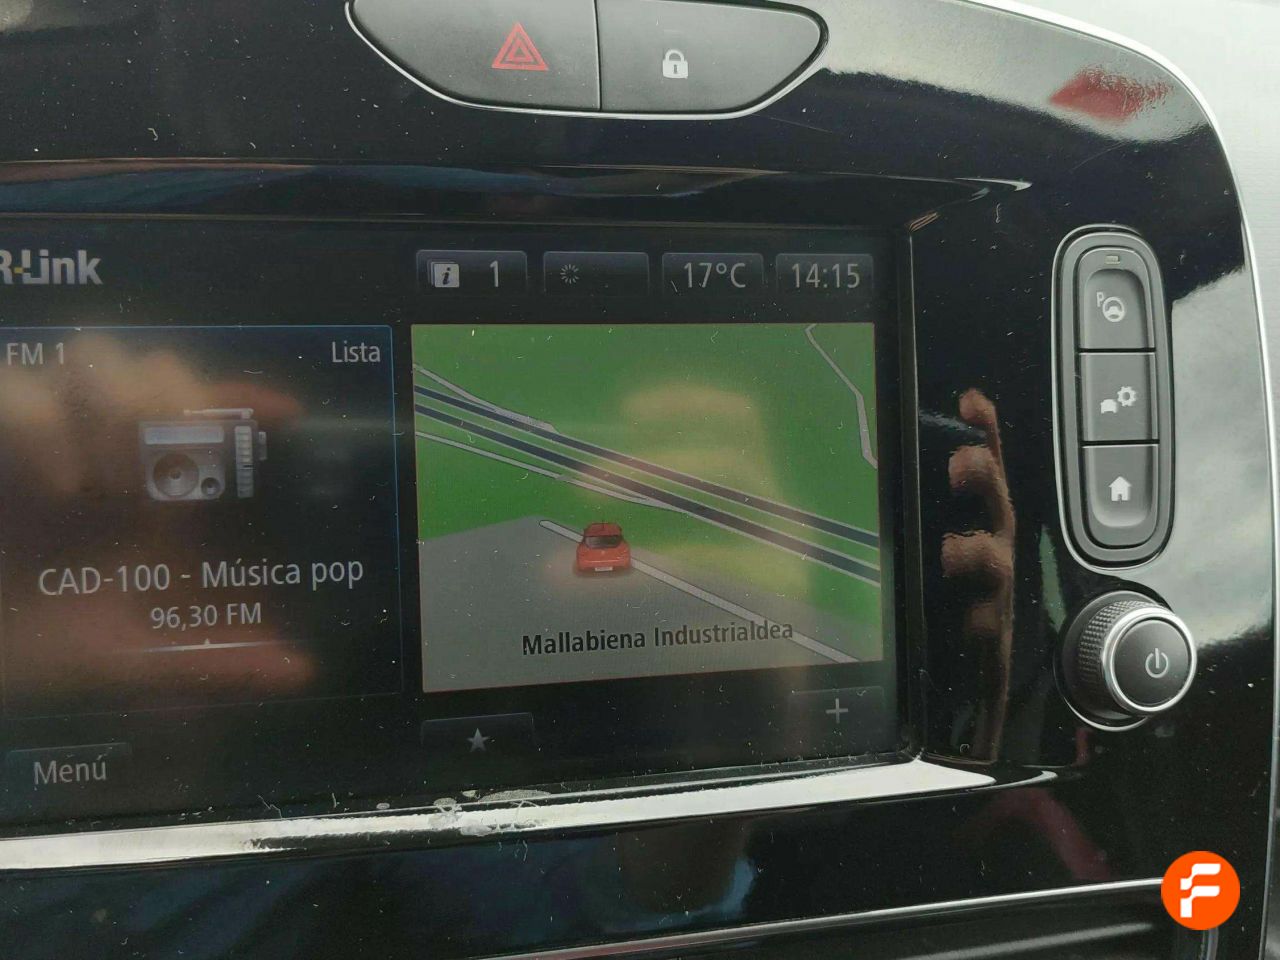 R-Link
1
17°C
14:15
FM 1
Lista
CAD-100 - Música pop
96,30 FM
Mallabiena Industrialdea
Menú
P
F